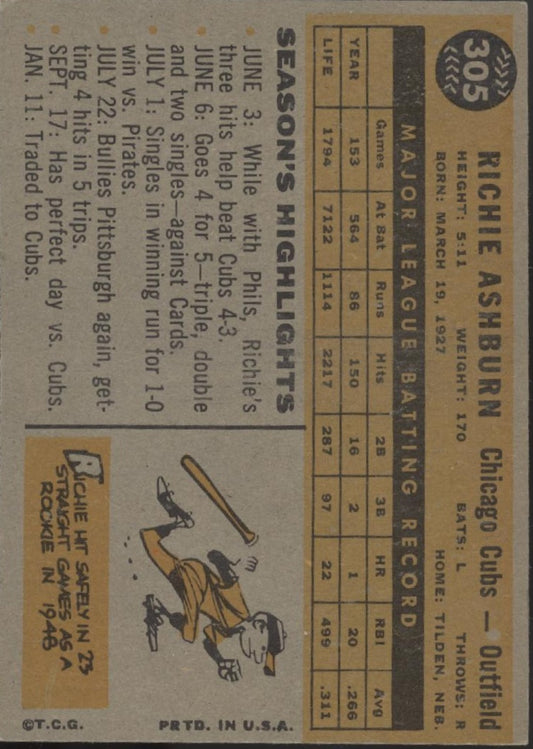 305
RICHIE ASHBURN Chicago Cubs — Outfield
HEIGHT: 5:11 WEIGHT: 170 BATS: L THROWS: R
BORN: MARCH 19, 1927 HOME: TILDEN, NEB.
MAJOR LEAGUE BATTING RECORD
YEAR Games At Bat Runs Hits 2B 3B HR RBI Avg
YEAR 153 564 86 150 16 2 1 20 .266
LIFE 1794 7122 1114 2217 287 97 22 499 .311
SEASON'S HIGHLIGHTS
• JUNE 3: While with Phils, Richie's
three hits help beat Cubs 4-3.
• JUNE 6: Goes 4 for 5—triple, double
and two singles—against Cards.
• JULY 1: Singles in winning run for 1-0
win vs. Pirates.
• JULY 22: Bullies Pittsburgh again, get-
ting 4 hits in 5 trips.
• SEPT. 17: Has perfect day vs. Cubs.
• JAN. 11: Traded to Cubs.
RICHIE HIT SAFELY IN 23
STRAIGHT GAMES AS A
ROOKIE IN 1948
©T.C.G. PRTD. IN U.S.A.